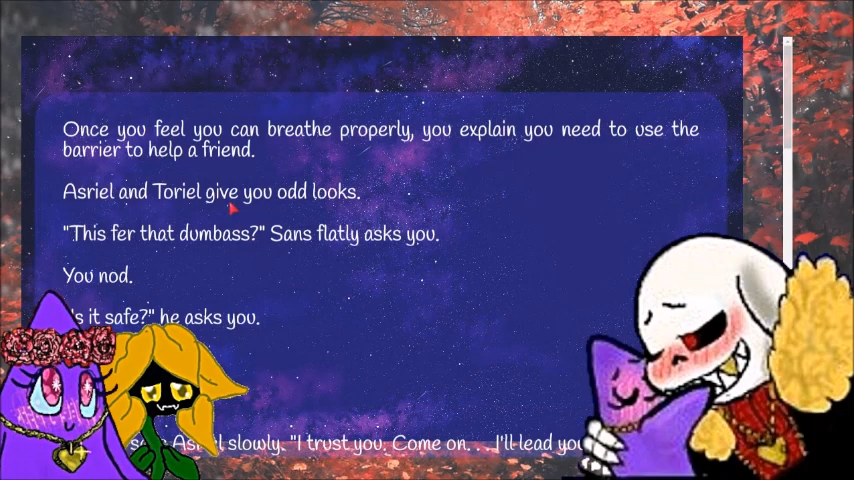 Once you feel you can breathe properly, you explain you need to use the
barrier to help a friend.
Asriel and Toriel give you odd looks.
"This fer that dumbass?" Sans flatly asks you.
You nod.
s it safe?" he asks you.
slowly. "I trust you. Come on. . . I'll lead you